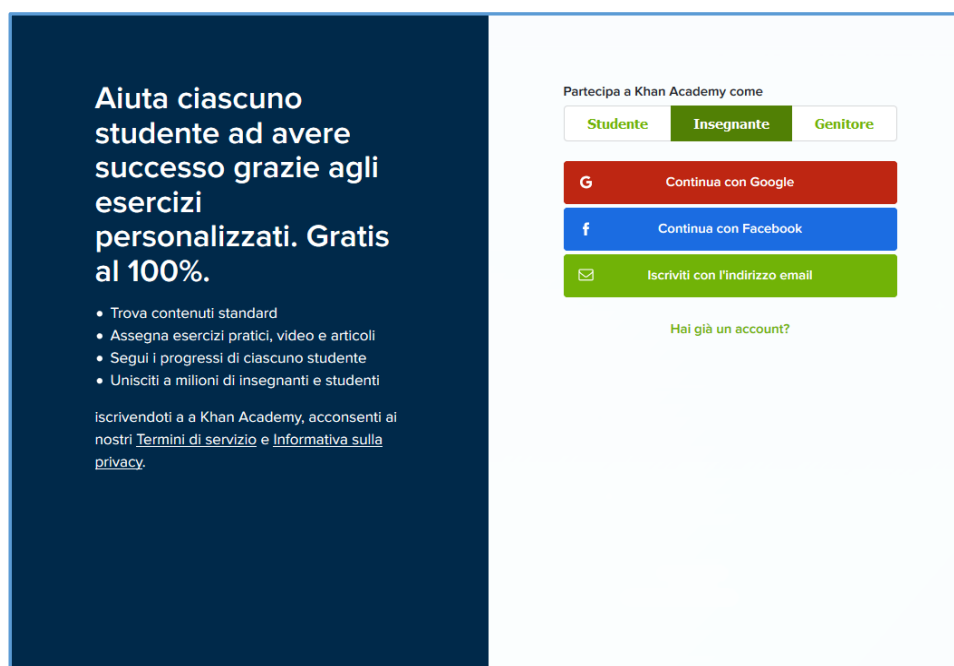 Aiuta ciascuno
studente ad avere
successo grazie agli
esercizi
personalizzati. Gratis
al 100%.
• Trova contenuti standard
• Assegna esercizi pratici, video e articoli
• Segui i progressi di ciascuno studente
• Unisciti a milioni di insegnanti e studenti
iscrivendoti a a Khan Academy, acconsenti ai
nostri Termini di servizio e Informativa sulla
privacy.
Partecipa a Khan Academy come
Studente Insegnante Genitore
G Continua con Google
f Continua con Facebook
Iscriviti con l'indirizzo email
Hai già un account?